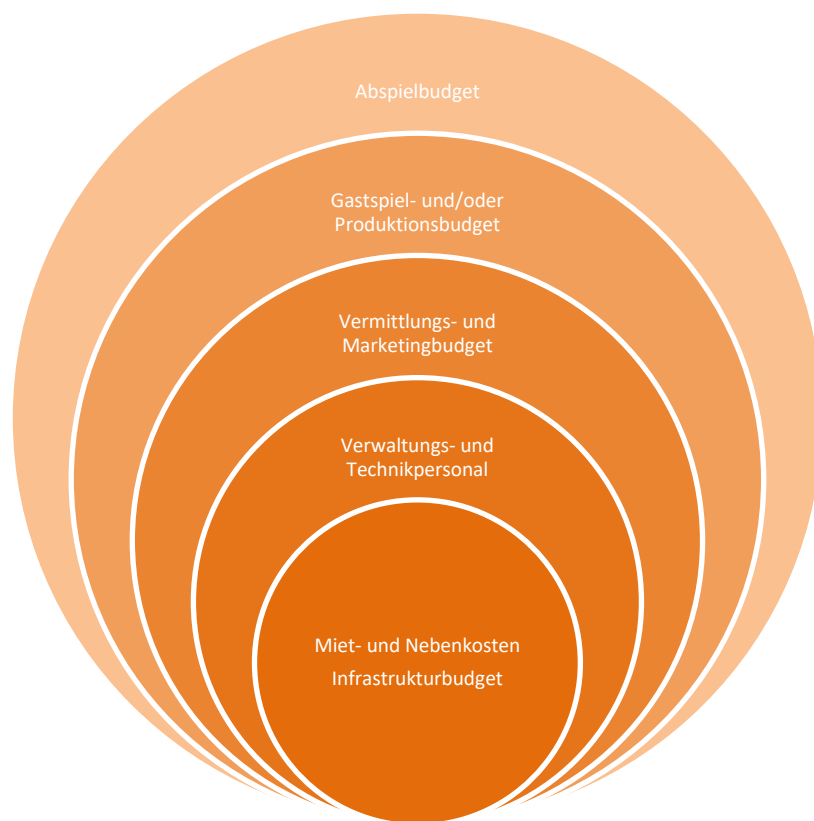 Abspielbudget
Gastspiel- und/oder
Produktionsbudget
Vermittlungs- und
Marketingbudget
Verwaltungs- und
Technikpersonal
Miet- und Nebenkosten
Infrastrukturbudget